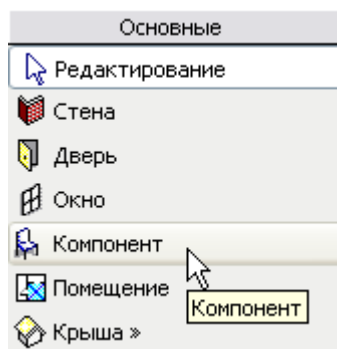 Основные
Редактирование
Стена
Дверь
Окно
Компонент
Помещение
Компонент
Крыша »